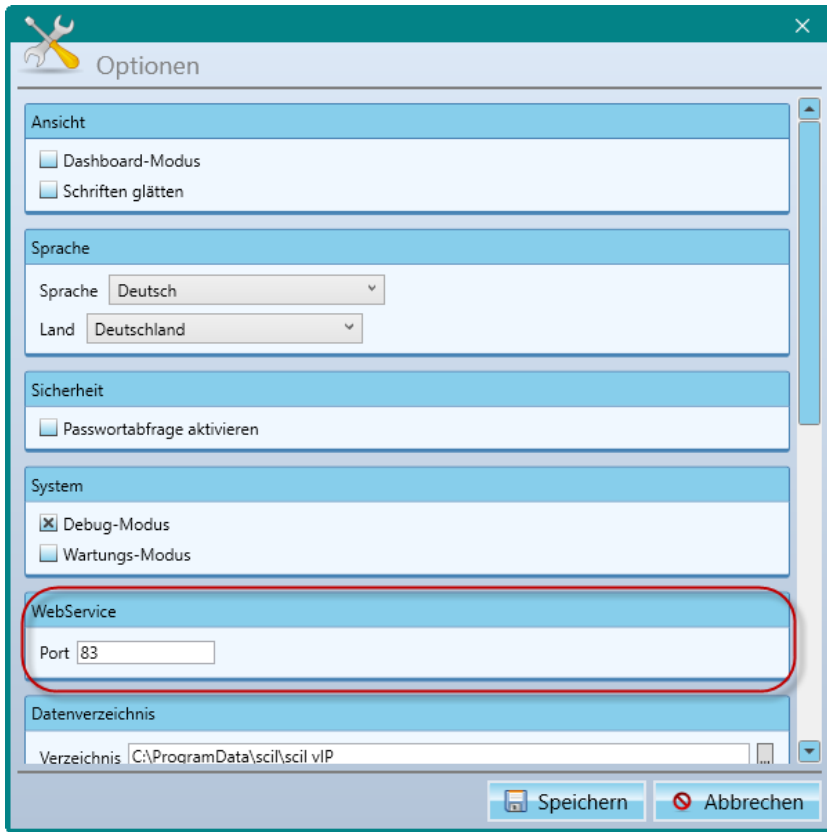 Optionen
Ansicht
Dashboard-Modus
Schriften glätten
Sprache
Sprache Deutsch
Land Deutschland
Sicherheit
Passwortabfrage aktivieren
System
Debug-Modus
Wartungs-Modus
WebService
Port 83
Datenverzeichnis
Verzeichnis C:\ProgramData\scil\scil vIP ...
Speichern Abbrechen